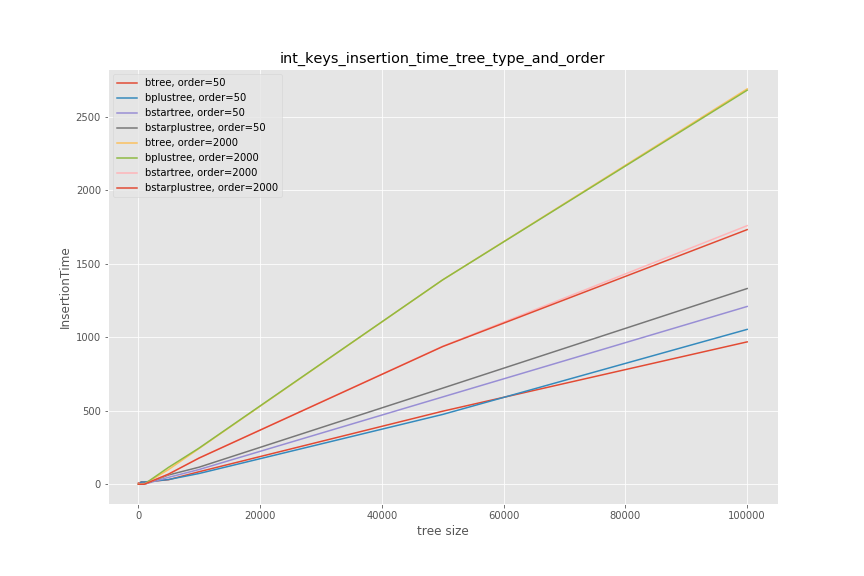 int_keys_insertion_time_tree_type_and_order
btree, order=50
bplustree, order=50
bstartree, order=50
bstarplustree, order=50
btree, order=2000
bplustree, order=2000
bstartree, order=2000
bstarplustree, order=2000
InsertionTime
2500
2000
1500
1000
500
0
0 20000 40000 60000 80000 100000
tree size